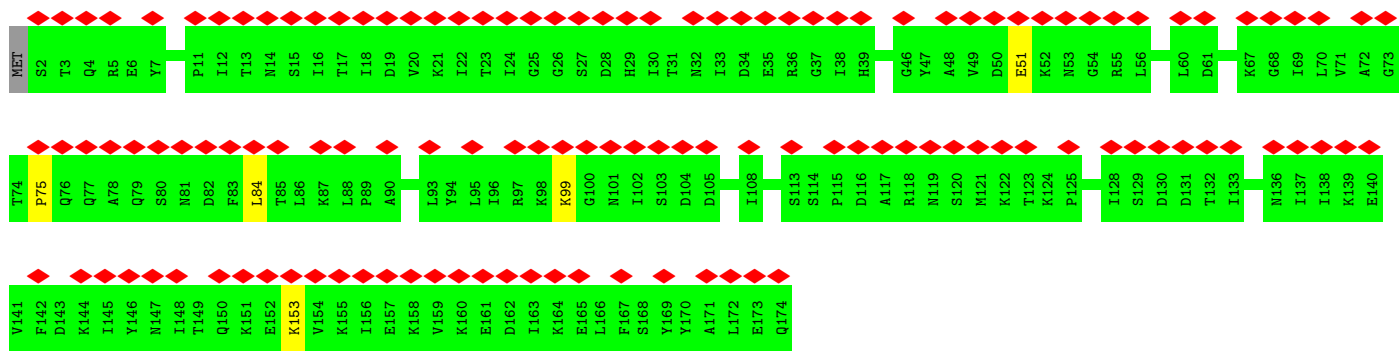 MET S2 T3 Q4 R5 E6 Y7 P11 I12 T13 N14 S15 I16 T17 I18 D19 V20 K21 I22 T23 I24 G25 G26 S27 D28 H29 I30 T31 N32 I33 D34 E35 R36 G37 I38 H39 G46 Y47 A48 V49 D50 E51 K52 N53 G54 R55 L56 L60 D61 K67 G68 I69 L70 V71 A72 G73
T74 P75 Q76 Q77 A78 Q79 S80 N81 D82 F83 L84 T85 L86 K87 L88 P89 A90 L93 Y94 L95 I96 R97 K98 K99 G100 N101 I102 S103 D104 D105 I108 S113 S114 P115 D116 A117 R118 N119 S120 M121 K122 T123 K124 P125 I128 S129 D130 D131 T132 I133 N136 I137 I138 K139 E140
V141 F142 D143 K144 I145 Y146 N147 I148 T149 Q150 K151 E152 K153 V154 K155 I156 E157 K158 V159 K160 E161 D162 I163 K164 E165 L166 F167 S168 Y169 Y170 A171 L172 E173 Q174